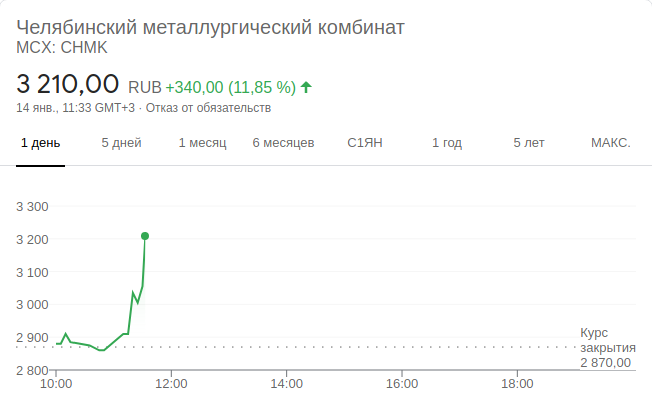 Челябинский металлургический комбинат
MCX: CHMK
3 210,00 RUB +340,00 (11,85 %)
14 янв., 11:33 GMT+3 · Отказ от обязательств
1 день 5 дней 1 месяц 6 месяцев С1ЯН 1 год 5 лет МАКС.
3 300
3 200
3 100
3 000
2 900
2 800
Курс
закрытия
2 870,00
10:00 12:00 14:00 16:00 18:00